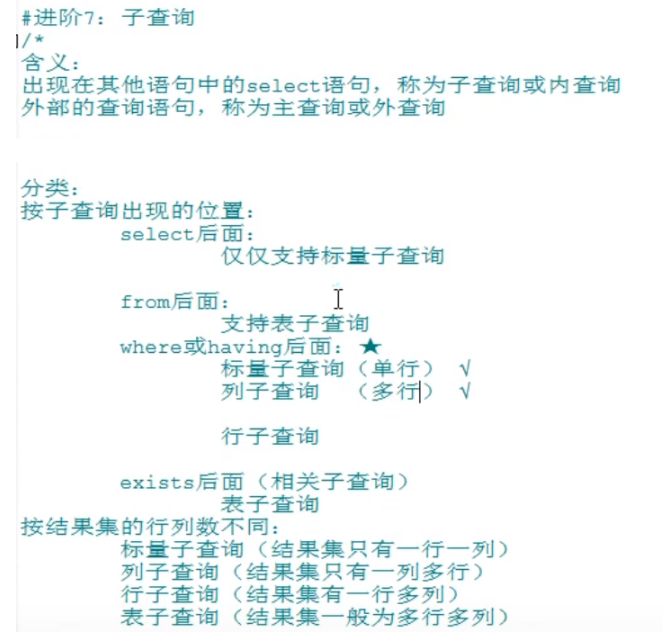 #进阶7：子查询
/*
含义：
出现在其他语句中的select语句，称为子查询或内查询
外部的查询语句，称为主查询或外查询
分类：
按子查询出现的位置：
select后面：
仅仅支持标量子查询
from后面：
支持表子查询
where或having后面：★
标量子查询（单行） √
列子查询 （多行） √
行子查询
exists后面（相关子查询）
表子查询
按结果集的行列数不同：
标量子查询（结果集只有一行一列）
列子查询（结果集只有一列多行）
行子查询（结果集有一行多列）
表子查询（结果集一般为多行多列）